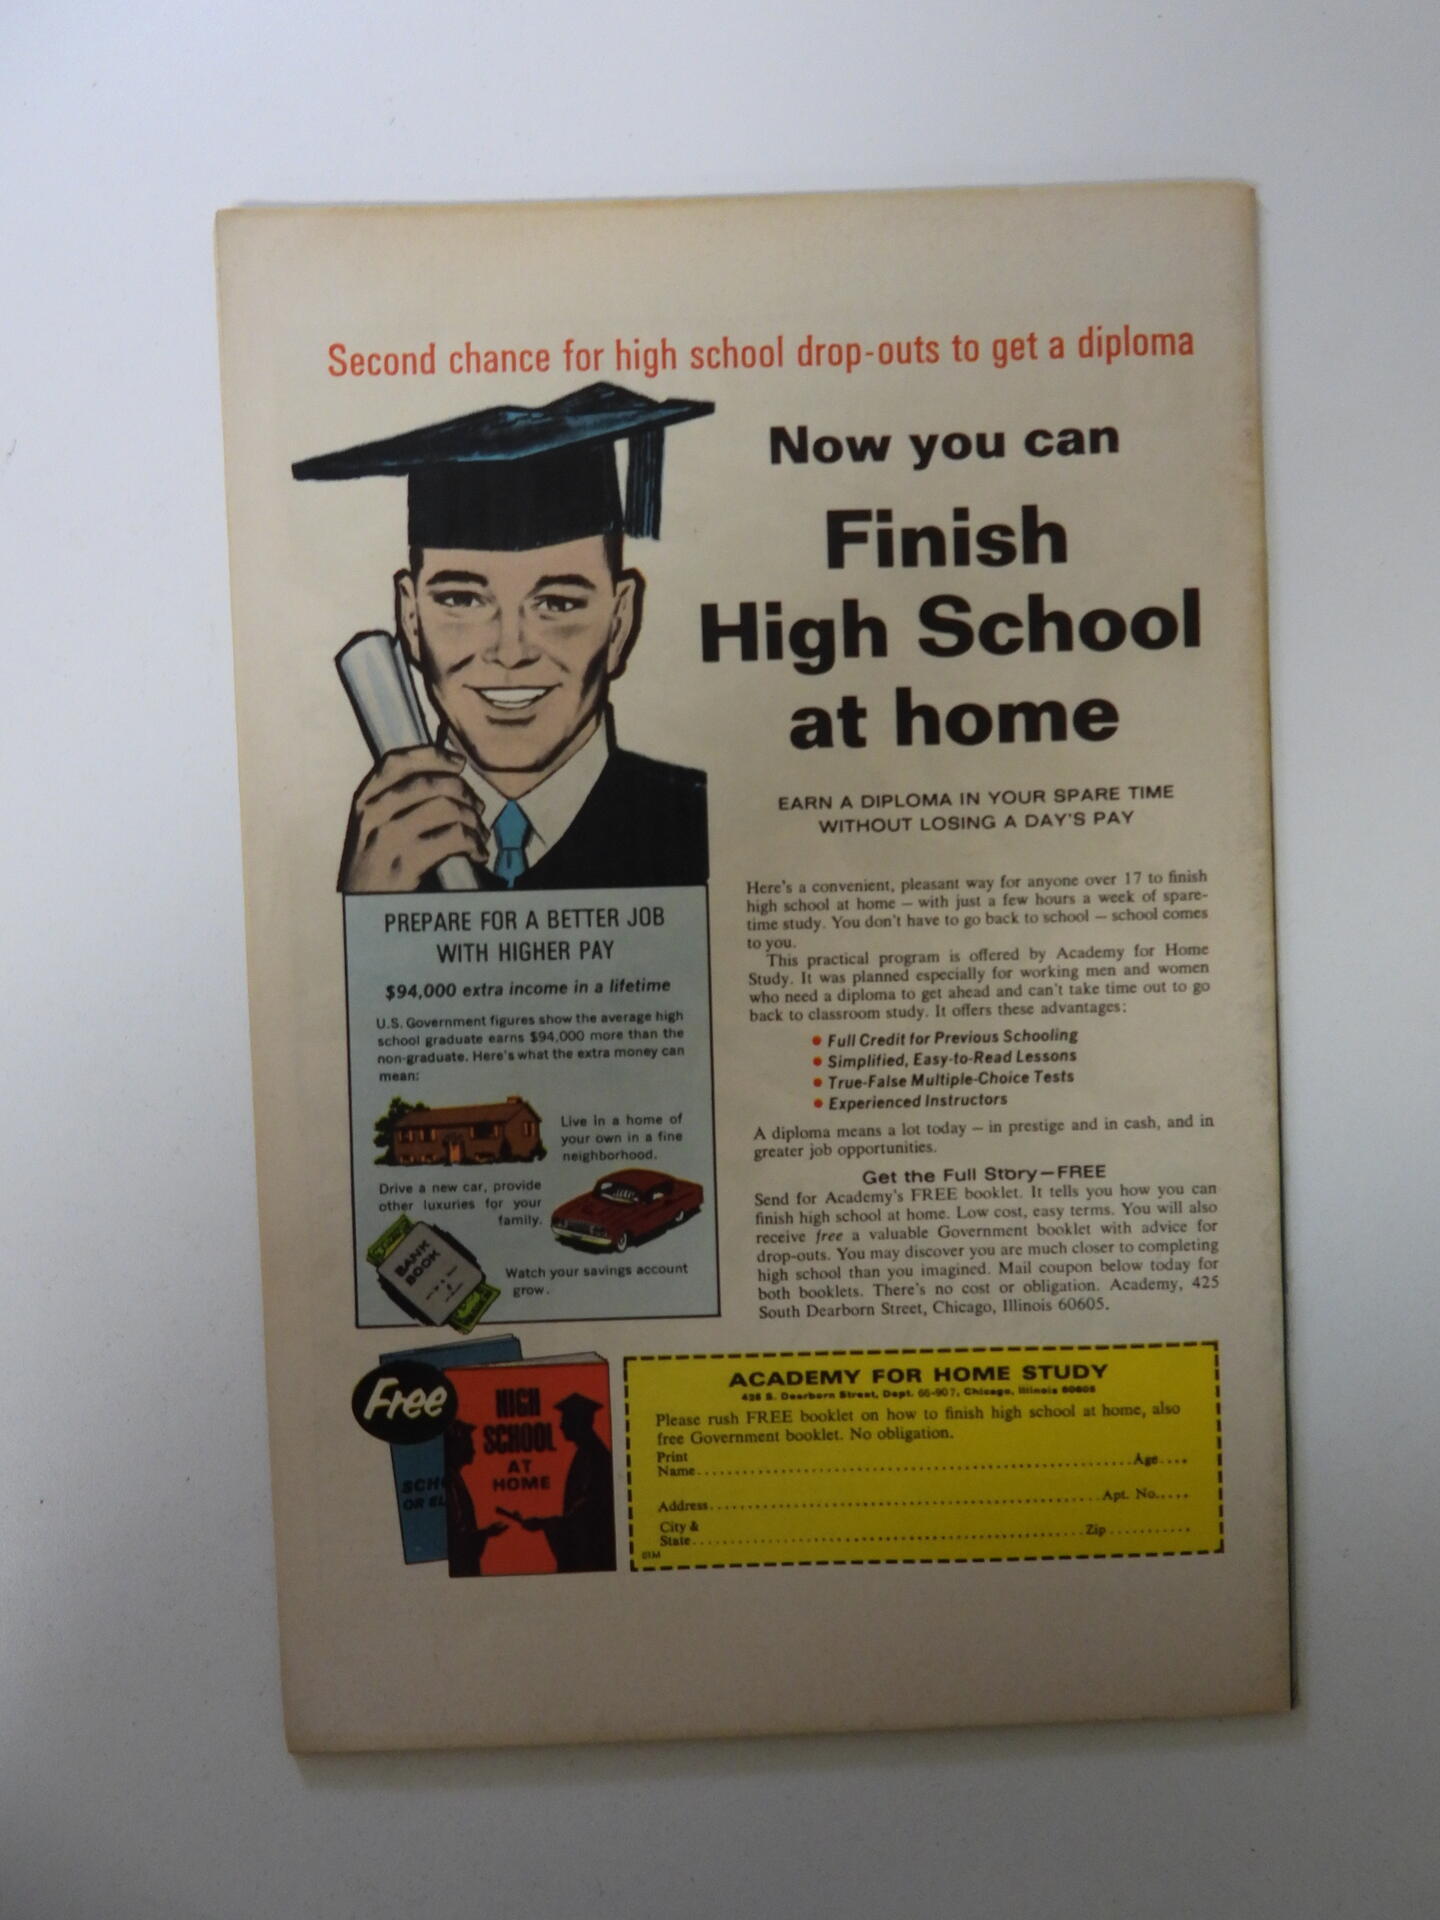 Second chance for high school drop-outs to get a diploma
Now you can
Finish
High School
at home
EARN A DIPLOMA IN YOUR SPARE TIME
WITHOUT LOSING A DAY'S PAY
PREPARE FOR A BETTER JOB
WITH HIGHER PAY
$94,000 extra income in a lifetime
U.S. Government figures show the average high
school graduate earns $94,000 more than the
non-graduate. Here's what the extra money can
mean:
Live in a home of
your own in a fine
neighborhood.
Drive a new car, provide
other luxuries for your
family.
BANK
BOOK
Watch your savings account
grow.
Here's a convenient, pleasant way for anyone over 17 to finish
high school at home — with just a few hours a week of spare-
time study. You don't have to go back to school — school comes
to you.
This practical program is offered by Academy for Home
Study. It was planned especially for working men and women
who need a diploma to get ahead and can't take time out to go
back to classroom study. It offers these advantages:
• Full Credit for Previous Schooling
• Simplified, Easy-to-Read Lessons
• True-False Multiple-Choice Tests
• Experienced Instructors
A diploma means a lot today — in prestige and in cash, and in
greater job opportunities.
Get the Full Story—FREE
Send for Academy's FREE booklet. It tells you how you can
finish high school at home. Low cost, easy terms. You will also
receive free a valuable Government booklet with advice for
drop-outs. You may discover you are much closer to completing
high school than you imagined. Mail coupon below today for
both booklets. There's no cost or obligation. Academy, 425
South Dearborn Street, Chicago, Illinois 60605.
Free
SCH
OR EL
HIGH
SCHOOL
AT
HOME
ACADEMY FOR HOME STUDY
425 S. Dearborn Street, Dept. 66-907, Chicago, Illinois 60605
Please rush FREE booklet on how to finish high school at home, also
free Government booklet. No obligation.
Print
Name Age
Address Apt. No.
City &
State Zip
01M